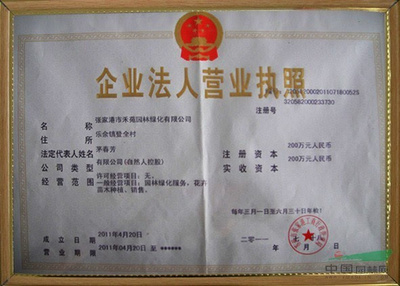 企业法人营业执照
320582000201107180052S
注册号 320582000233730
名称 张家港市禾苑园林绿化有限公司
住所 乐余镇登全村
法定代表人姓名 茅春芳
注册资本 200万元人民币
公司类型 有限公司(自然人控股)
实收资本 200万元人民币
经营范围 许可经营项目：无。
一般经营项目：园林绿化服务、花卉
苗木种植、销售。
每年三月一日至六月三十日年检!
成立日期 2011年4月20日
二〇一一
营业期限 2011年04月20日 至 ******
中国园林网